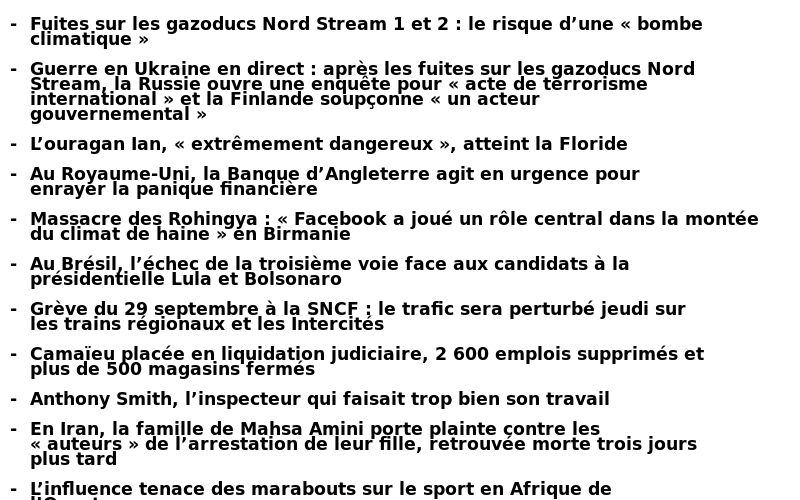 - Fuites sur les gazoducs Nord Stream 1 et 2 : le risque d’une « bombe
climatique »
- Guerre en Ukraine en direct : après les fuites sur les gazoducs Nord
Stream, la Russie ouvre une enquête pour « acte de terrorisme
international » et la Finlande soupçonne « un acteur
gouvernemental »
- L’ouragan Ian, « extrêmement dangereux », atteint la Floride
- Au Royaume-Uni, la Banque d’Angleterre agit en urgence pour
enrayer la panique financière
- Massacre des Rohingya : « Facebook a joué un rôle central dans la montée
du climat de haine » en Birmanie
- Au Brésil, l’échec de la troisième voie face aux candidats à la
présidentielle Lula et Bolsonaro
- Grève du 29 septembre à la SNCF : le trafic sera perturbé jeudi sur
les trains régionaux et les Intercités
- Camaïeu placée en liquidation judiciaire, 2 600 emplois supprimés et
plus de 500 magasins fermés
- Anthony Smith, l’inspecteur qui faisait trop bien son travail
- En Iran, la famille de Mahsa Amini porte plainte contre les
« auteurs » de l’arrestation de leur fille, retrouvée morte trois jours
plus tard
- L’influence tenace des marabouts sur le sport en Afrique de